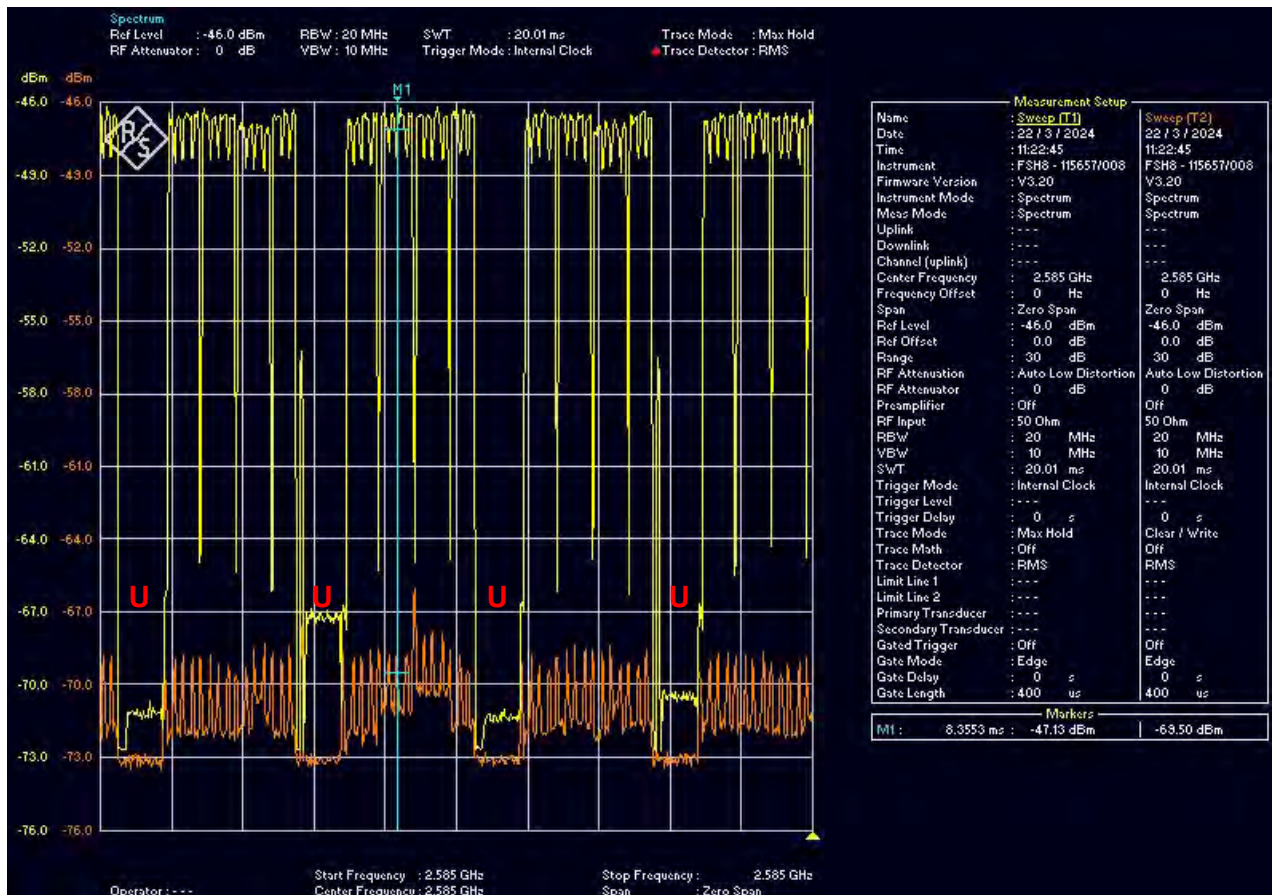 Spectrum
Ref Level : -46.0 dBm RBW : 20 MHz SWT : 20.01 ms Trace Mode : Max Hold
RF Attenuator : 0 dB VBW : 10 MHz Trigger Mode : Internal Clock Trace Detector : RMS
dBm dBm
M1
-46.0 -46.0
R/S
-43.0 -43.0
-52.0 -52.0
-55.0 -55.0
-58.0 -58.0
-61.0 -61.0
-64.0 -64.0
U U U U
-67.0 -67.0
-70.0 -70.0
-73.0 -73.0
-76.0 -76.0
Start Frequency : 2.585 GHz Stop Frequency : 2.585 GHz
Operator : --- Center Frequency : 2.585 GHz Span : Zero Span
Measurement Setup
Name : Sweep (T1) Sweep (T2)
Date : 22 / 3 / 2024 22 / 3 / 2024
Time : 11:22:45 11:22:45
Instrument : FSH8 - 115657/008 FSH8 - 115657/008
Firmware Version : V3.20 V3.20
Instrument Mode : Spectrum Spectrum
Meas Mode : Spectrum Spectrum
Uplink : --- ---
Downlink : --- ---
Channel (uplink) : --- ---
Center Frequency : 2.585 GHz 2.585 GHz
Frequency Offset : 0 Hz 0 Hz
Span : Zero Span Zero Span
Ref Level : -46.0 dBm -46.0 dBm
Ref Offset : 0.0 dB 0.0 dB
Range : 30 dB 30 dB
RF Attenuation : Auto Low Distortion Auto Low Distortion
RF Attenuator : 0 dB 0 dB
Preamplifier : Off Off
RF Input : 50 Ohm 50 Ohm
RBW : 20 MHz 20 MHz
VBW : 10 MHz 10 MHz
SWT : 20.01 ms 20.01 ms
Trigger Mode : Internal Clock Internal Clock
Trigger Level : --- ---
Trigger Delay : 0 s 0 s
Trace Mode : Max Hold Clear / Write
Trace Math : Off Off
Trace Detector : RMS RMS
Limit Line 1 : --- ---
Limit Line 2 : --- ---
Primary Transducer : --- ---
Secondary Transducer : --- ---
Gated Trigger : Off Off
Gate Mode : Edge Edge
Gate Delay : 0 s 0 s
Gate Length : 400 us 400 us
Markers
M1 : 8.3553 ms : -47.13 dBm -69.50 dBm